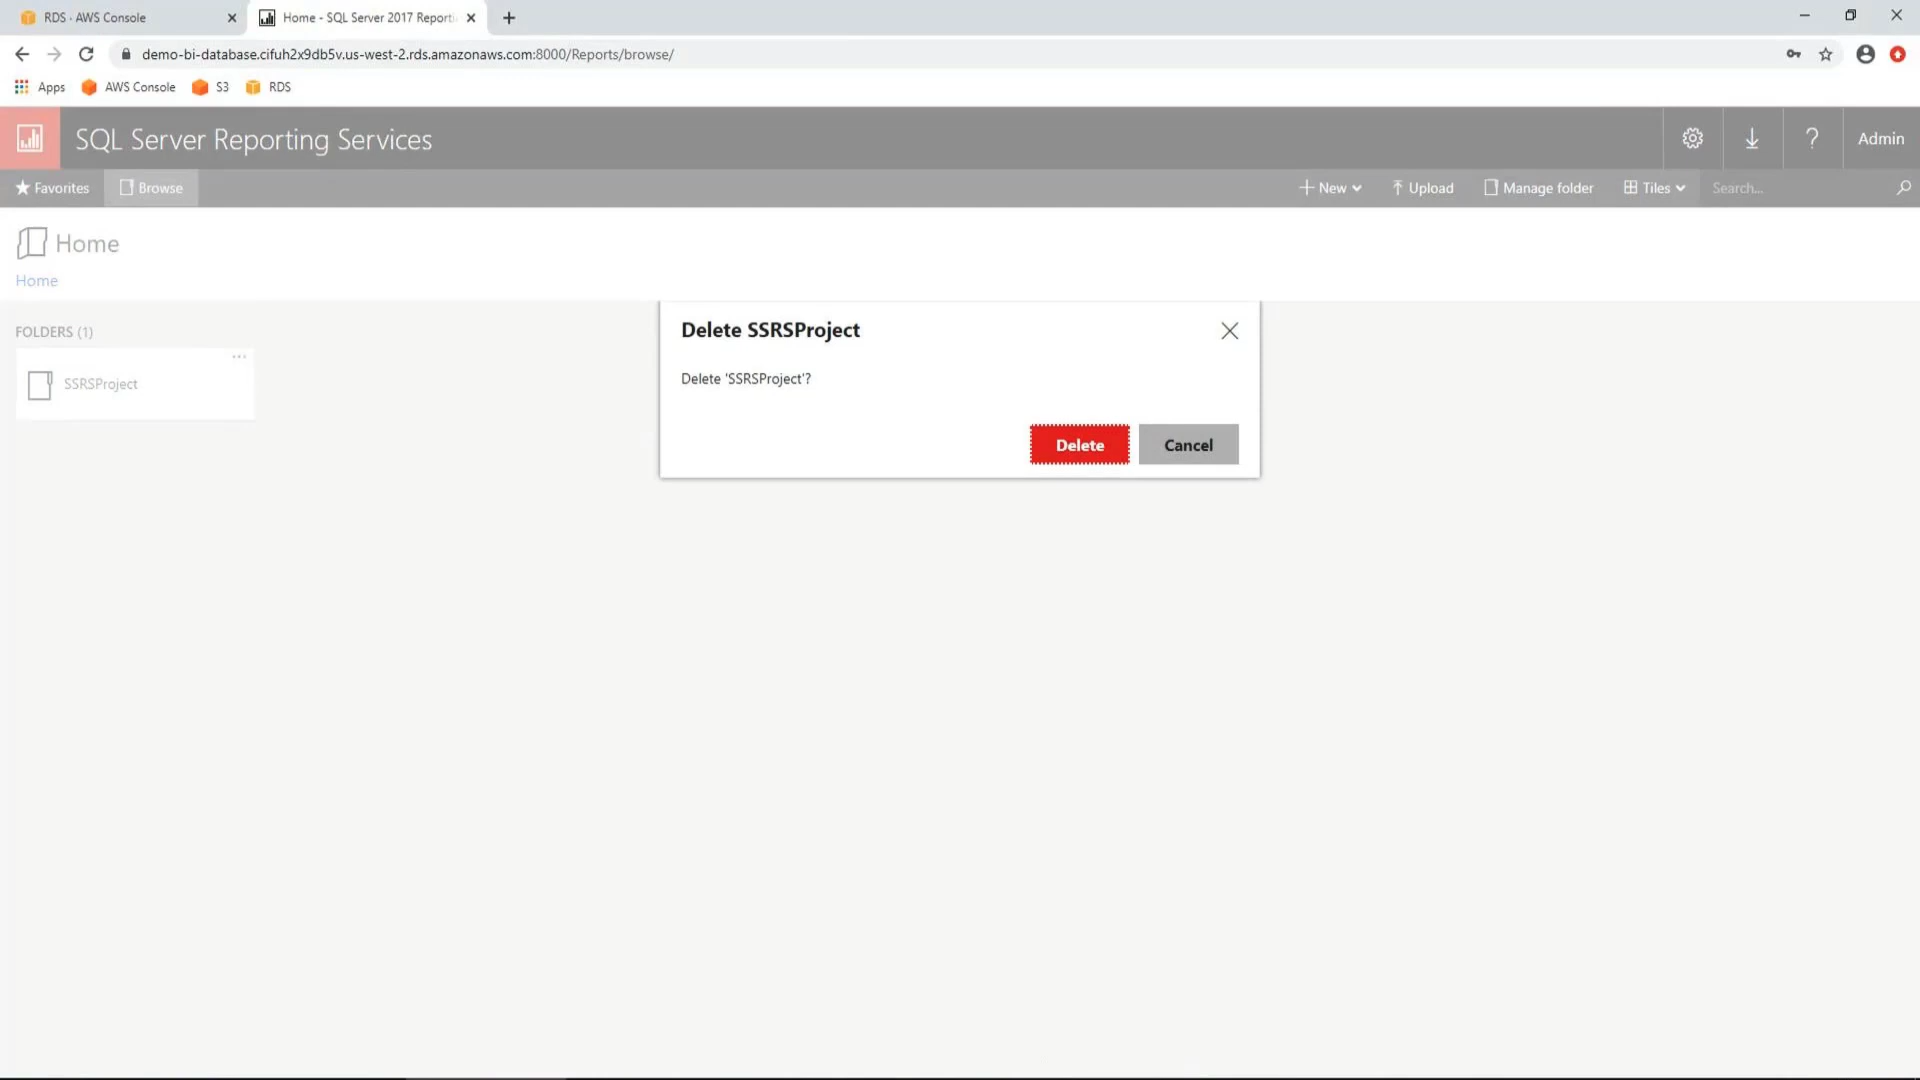 RDS · AWS Console
Home - SQL Server 2017 Reporti
demo-bi-database.cifuh2x9db5v.us-west-2.rds.amazonaws.com:8000/Reports/browse/
Apps AWS Console S3 RDS
SQL Server Reporting Services
? Admin
Favorites Browse New Upload Manage folder Tiles Search...
Home
Home
FOLDERS (1)
SSRSProject
Delete SSRSProject
Delete 'SSRSProject'?
Delete Cancel